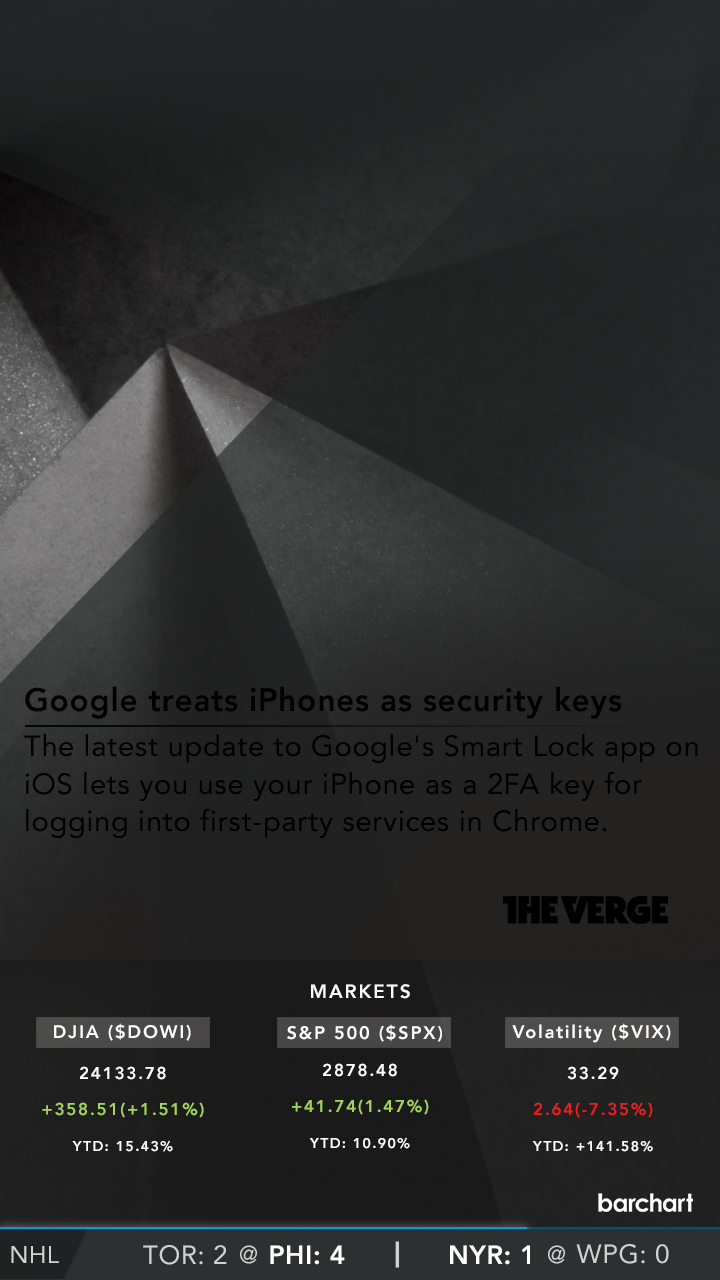 Google treats iPhones as security keys
The latest update to Google's Smart Lock app on
iOS lets you use your iPhone as a 2FA key for
logging into first-party services in Chrome.
THE VERGE
MARKETS
DJIA ($DOWI) S&P 500 ($SPX) Volatility ($VIX)
24133.78 2878.48 33.29
+358.51(+1.51%) +41.74(1.47%) 2.64(-7.35%)
YTD: 15.43% YTD: 10.90% YTD: +141.58%
barchart
NHL TOR: 2 @ PHI: 4 | NYR: 1 @ WPG: 0